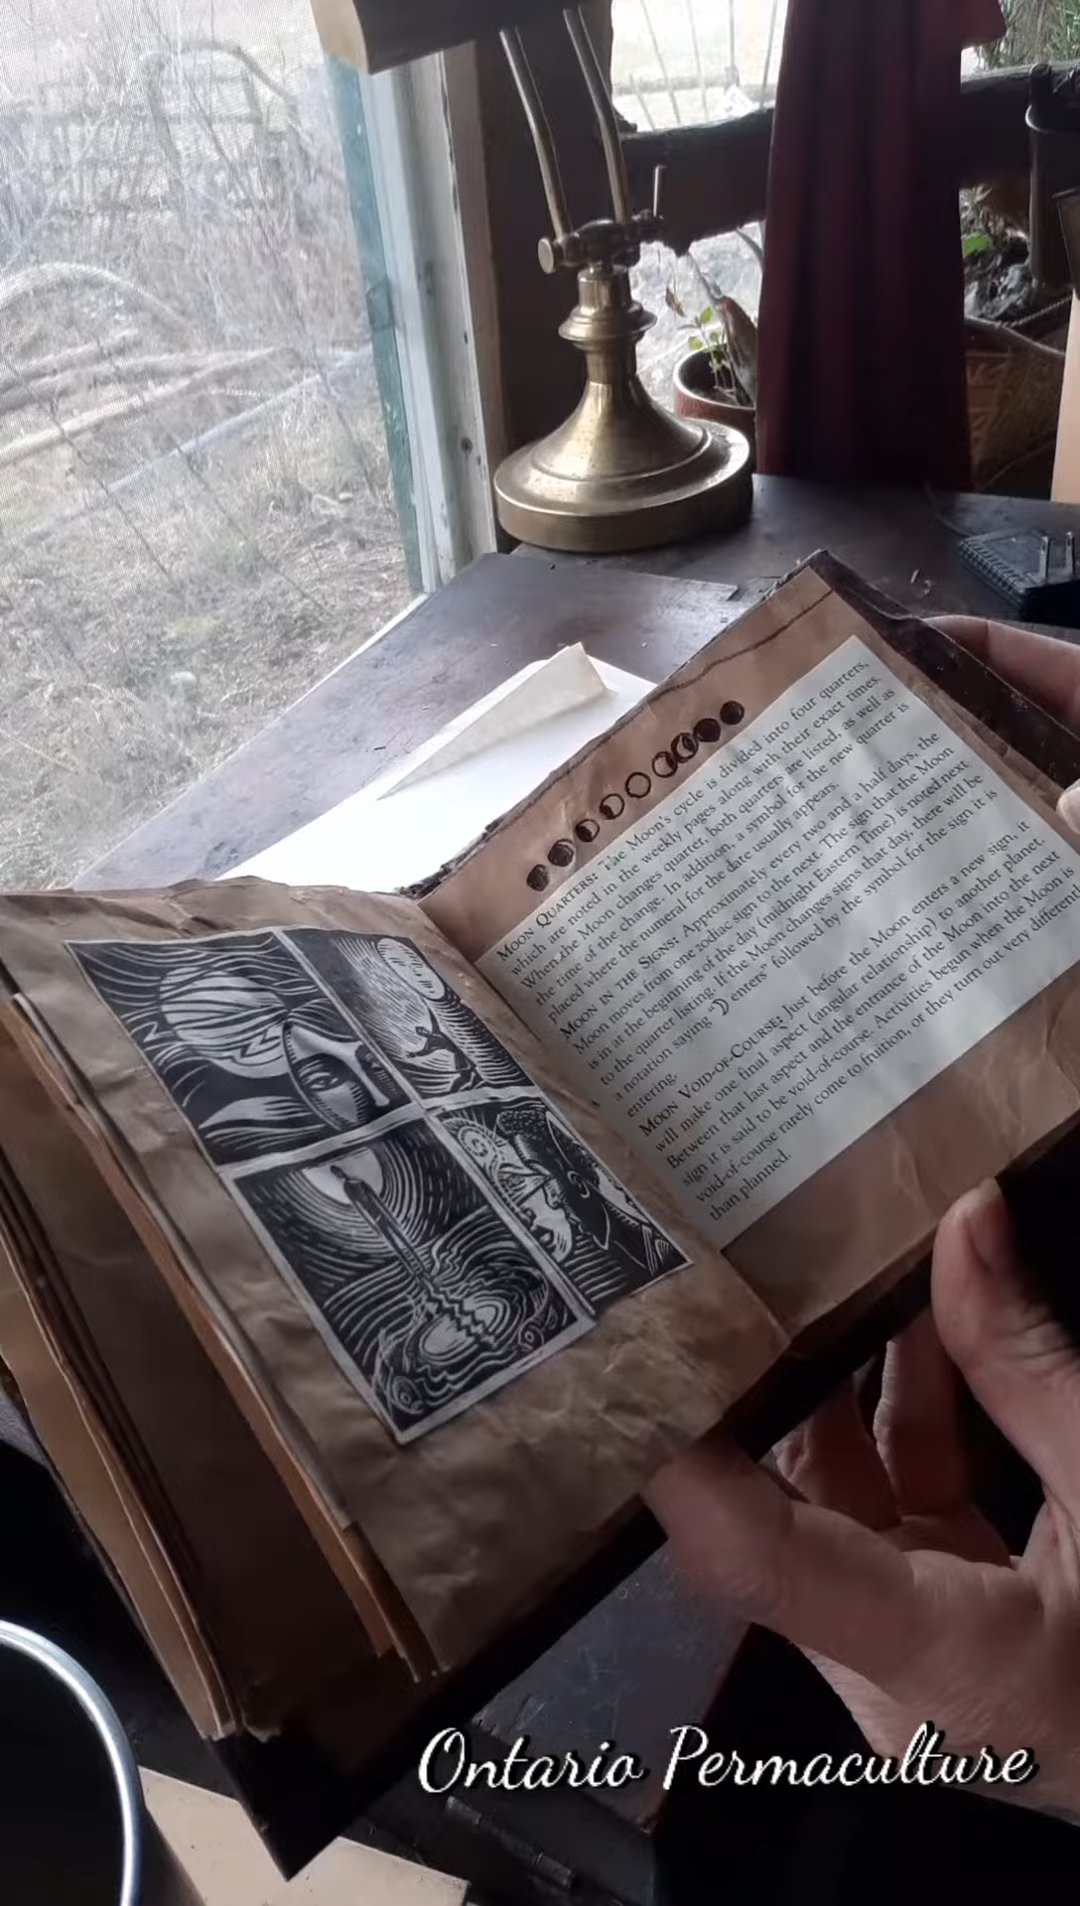 Moon Quarters: The Moon's cycle is divided into four quarters,
which are noted in the weekly pages along with their exact times.
When the Moon changes quarter, both quarters are listed, as well as
the time of the change. In addition, a symbol for the new quarter is
placed where the numeral for the date usually appears.
Moon in the Signs: Approximately every two and a half days, the
Moon moves from one zodiac sign to the next. The sign that the Moon
is in at the beginning of the day (midnight Eastern Time) is noted next
to the quarter listing. If the Moon changes signs that day, there will be
a notation saying "☽ enters" followed by the symbol for the sign it is
entering.
Moon Void-of-Course: Just before the Moon enters a new sign, it
will make one final aspect (angular relationship) to another planet.
Between that last aspect and the entrance of the Moon into the next
sign it is said to be void-of-course. Activities begun when the Moon is
void-of-course rarely come to fruition, or they turn out very differently
than planned.
Ontario Permaculture